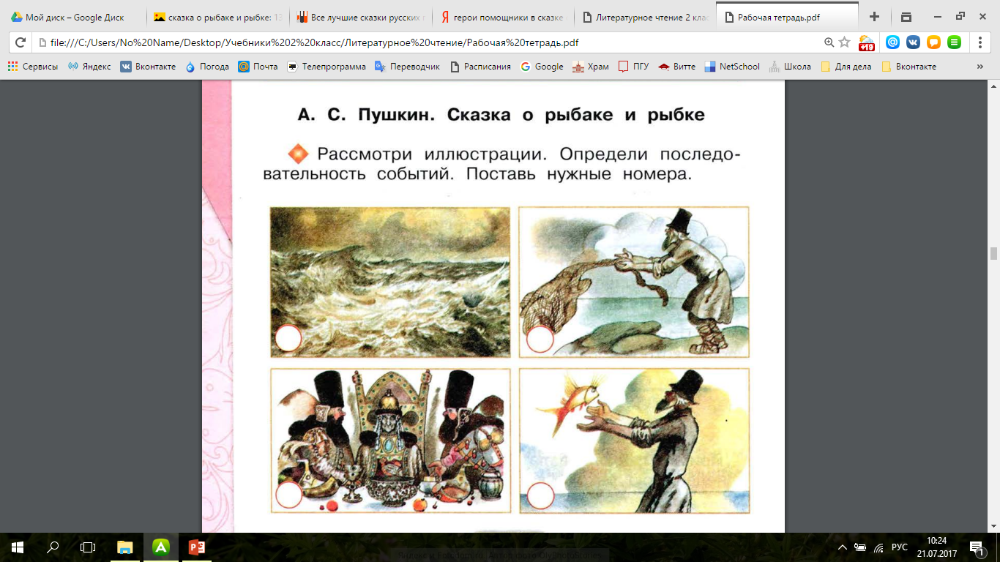 Мой диск – Google Диск
сказка о рыбаке и рыбке: 13
Все лучшие сказки русских п
герои помощники в сказке
Литературное чтение 2 клас
Рабочая тетрадь.pdf
file:///C:/Users/No%20Name/Desktop/Учебники%202%20класс/Литературное%20чтение/Рабочая%20тетрадь.pdf
+19
Сервисы Яндекс Вконтакте Погода Почта Телепрограмма Переводчик Расписания Google Храм ПГУ Витте NetSchool Школа Для дела Вконтакте »
А. С. Пушкин. Сказка о рыбаке и рыбке
Рассмотри иллюстрации. Определи последо-
вательность событий. Поставь нужные номера.
РУС
10:24
21.07.2017
1